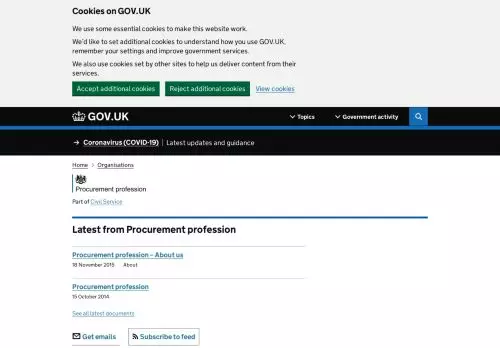 Cookies on GOV.UK
We use some essential cookies to make this website work.
We'd like to set additional cookies to understand how you use GOV.UK,
remember your settings and improve government services.
We also use cookies set by other sites to help us deliver content from their
services.
Accept additional cookies Reject additional cookies View cookies
GOV.UK Topics Government activity
→ Coronavirus (COVID-19) Latest updates and guidance
Home > Organisations
Procurement profession
Part of Civil Service
Latest from Procurement profession
Procurement profession – About us
18 November 2015 About
Procurement profession
15 October 2014
See all latest documents
Get emails Subscribe to feed